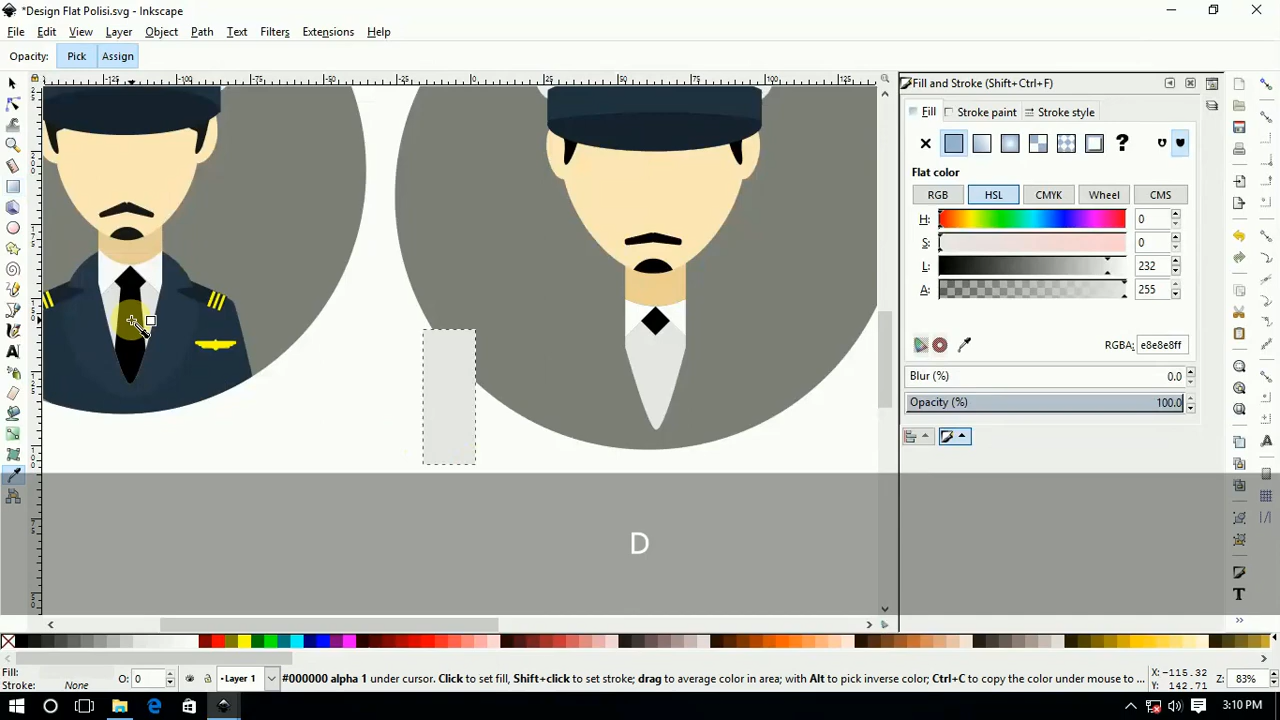 *Design Flat Polisi.svg - Inkscape
File Edit View Layer Object Path Text Filters Extensions Help
Opacity: Pick Assign
Fill and Stroke (Shift+Ctrl+F)
Fill Stroke paint Stroke style
Flat color
RGB HSL CMYK Wheel CMS
H: 0
S: 0
L: 232
A: 255
RGBA: e8e8e8ff
Blur (%) 0.0
Opacity (%) 100.0
D
Fill:
Stroke: None
O: 0
Layer 1
#000000 alpha 1 under cursor. Click to set fill, Shift+click to set stroke; drag to average color in area; with Alt to pick inverse color; Ctrl+C to copy the color under mouse to ...
X: -115.32
Y: 142.71
Z: 83%
3:10 PM